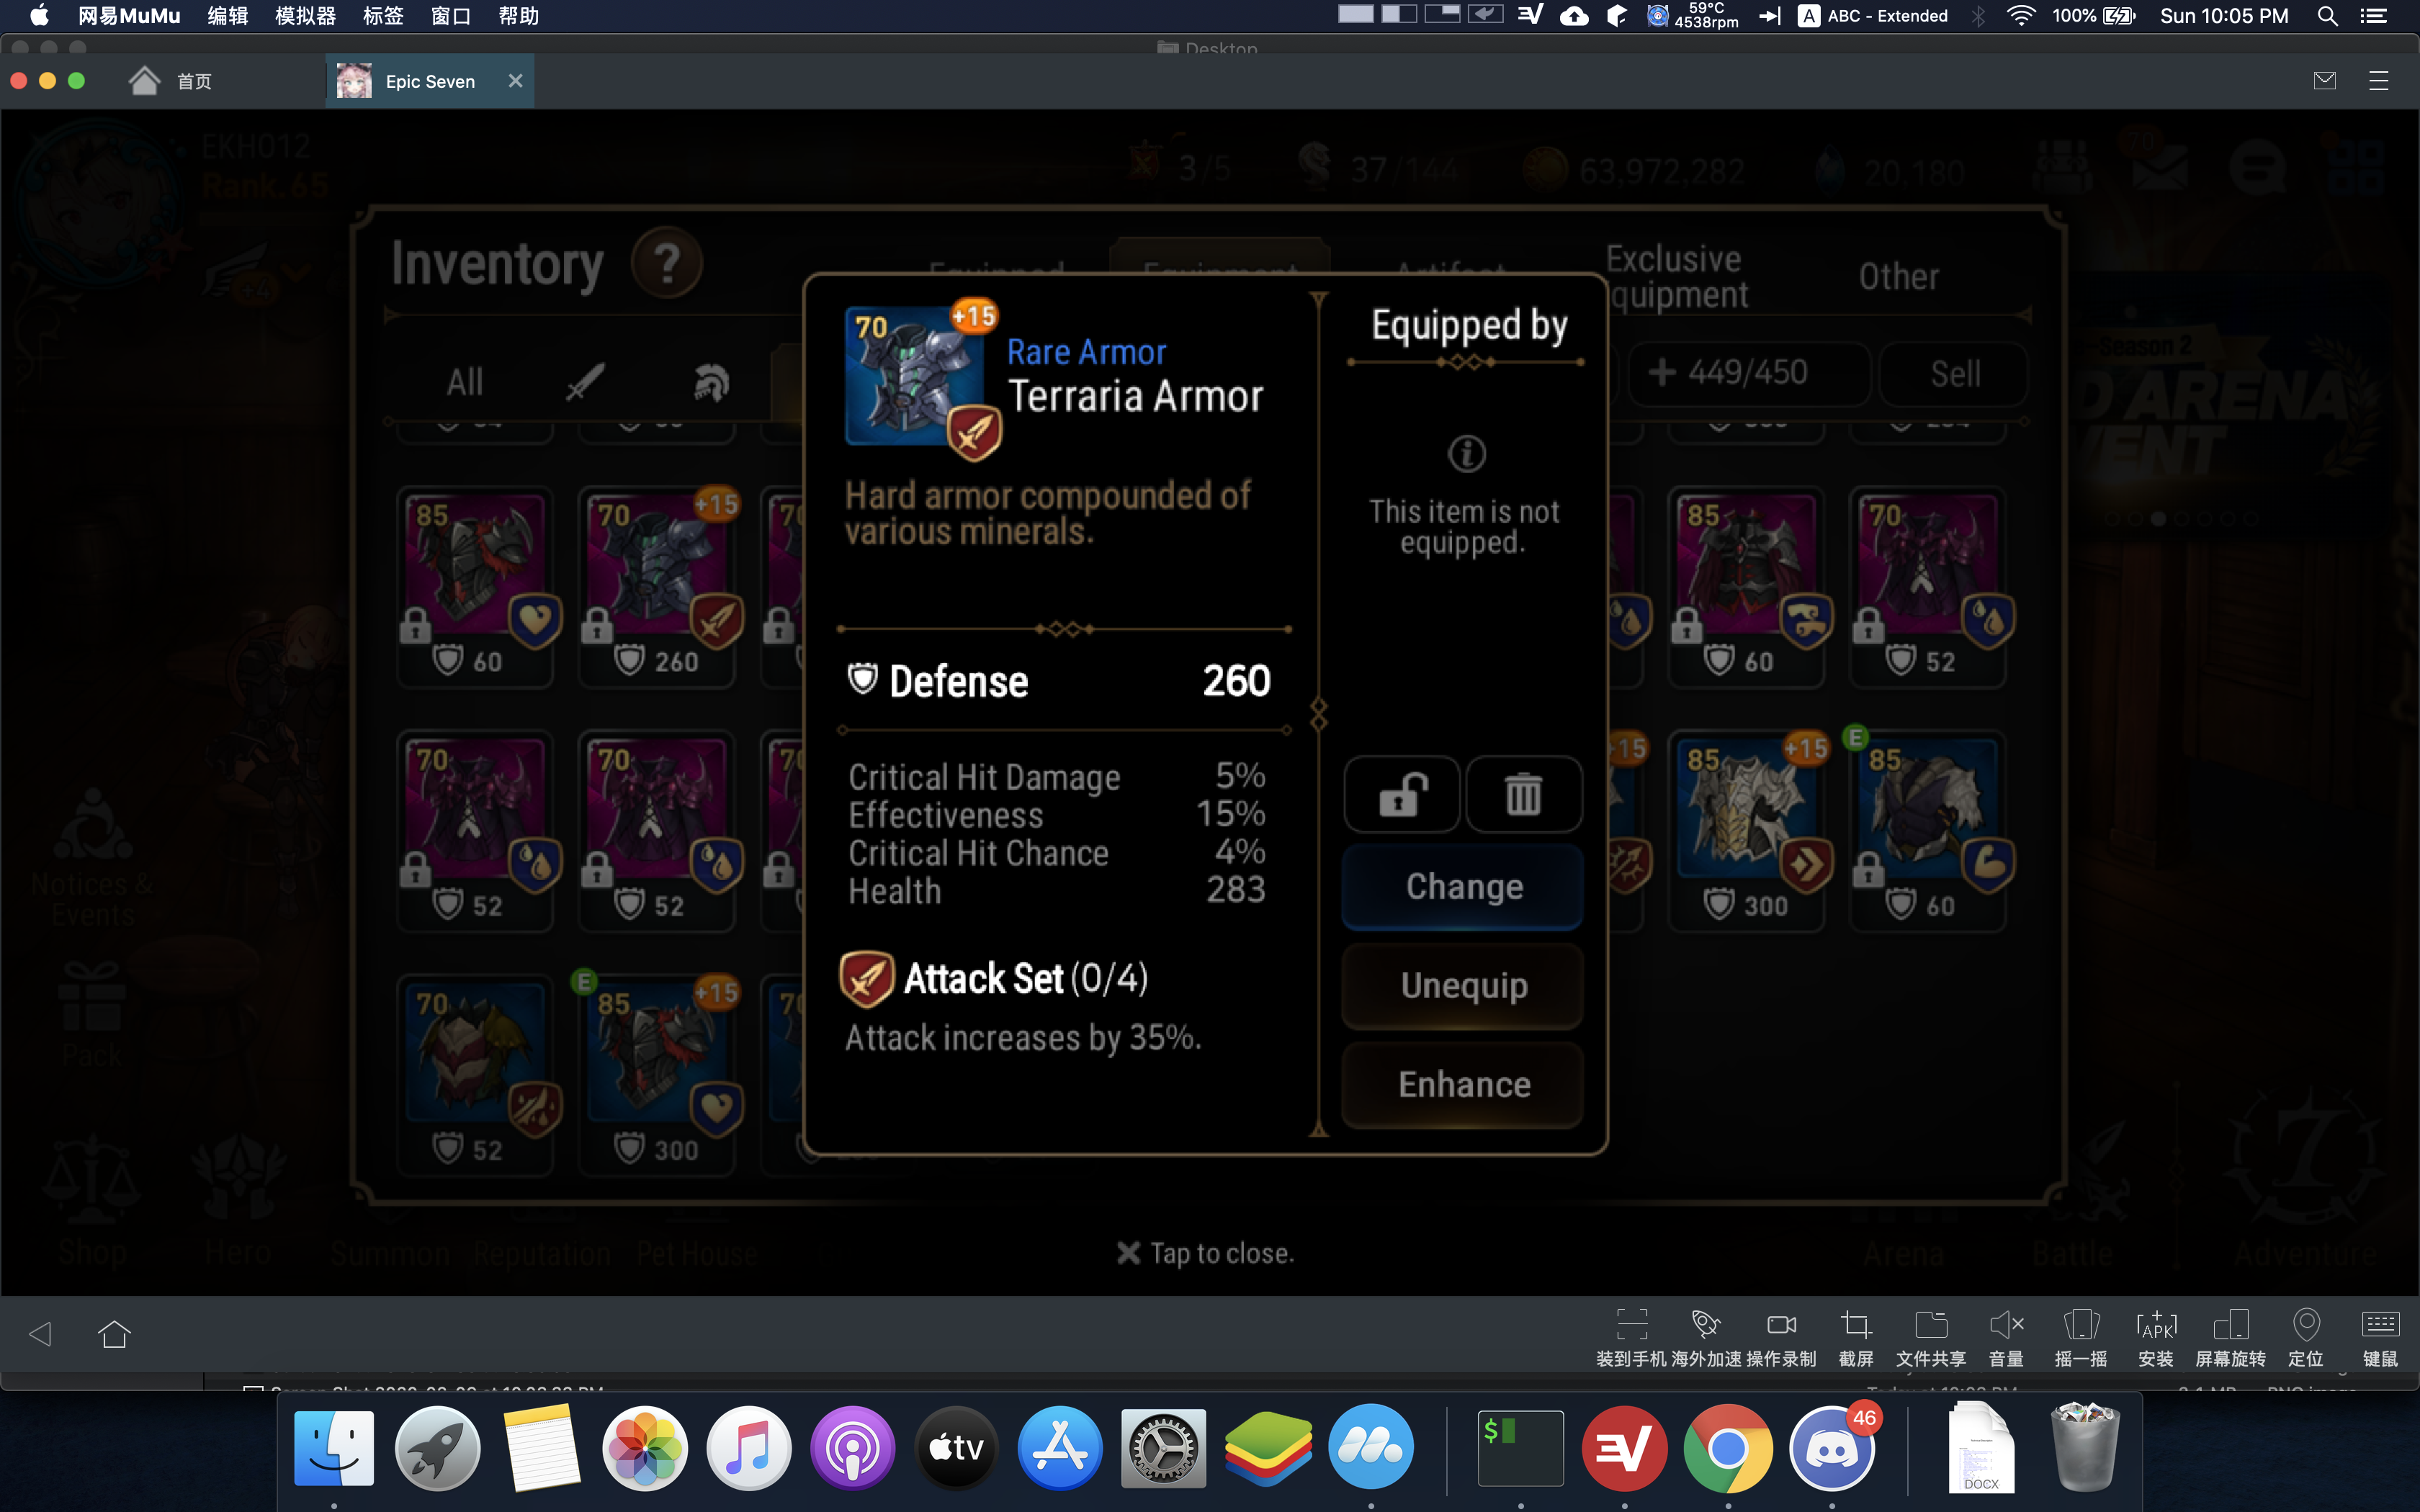 网易MuMu 编辑 模拟器 标签 窗口 帮助
59°C
4538rpm
A ABC - Extended
100%
Sun 10:05 PM
Desktop
首页
Epic Seven
EKH012
Rank.65
+4
3/5
37/144
63,972,282
20,180
70
Inventory ?
Equipped
Equipment
Artifact
Exclusive
quipment
Other
All
449/450
Sell
Season 2
D ARENA
VENT
70 +15
Rare Armor
Terraria Armor
Hard armor compounded of
various minerals.
Defense 260
Critical Hit Damage 5%
Effectiveness 15%
Critical Hit Chance 4%
Health 283
Attack Set (0/4)
Attack increases by 35%.
Equipped by
This item is not
equipped.
Change
Unequip
Enhance
85
60
70 +15
260
85
60
70
52
70
52
70
52
+15
85 +15
300
E 85
60
70
52
E 85 +15
300
Notices &
Events
Pack
Shop
Hero
Summon
Reputation
Pet House
Arena
Battle
Adventure
Tap to close.
装到手机 海外加速 操作录制 截屏 文件共享 音量 摇一摇 安装 屏幕旋转 定位 键鼠
APK
tv
$
46
DOCX